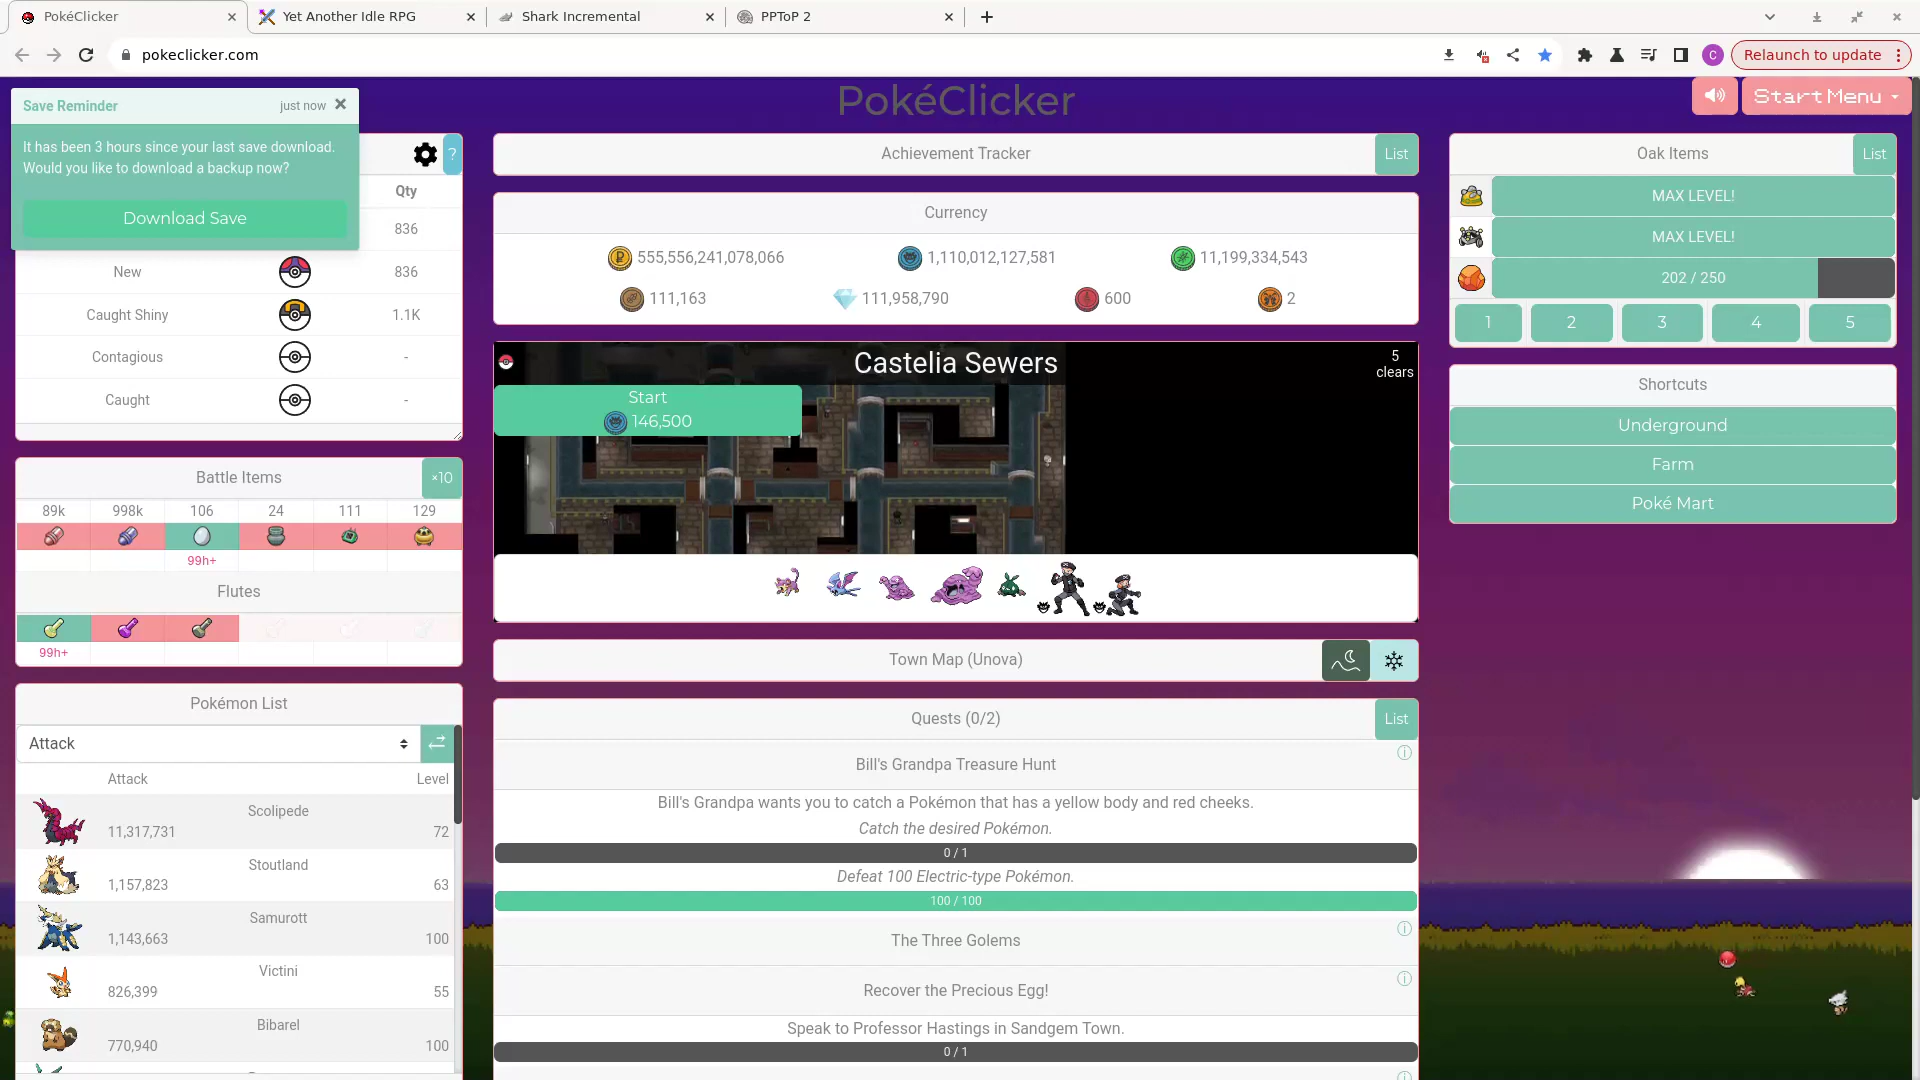 PokéClicker
Yet Another Idle RPG
Shark Incremental
PPToP 2
pokeclicker.com
C
Relaunch to update
PokéClicker
Start Menu
Save Reminder
just now
It has been 3 hours since your last save download.
Would you like to download a backup now?
Download Save
?
Qty
836
New
836
Caught Shiny
1.1K
Contagious
-
Caught
-
Battle Items
×10
89k
998k
106
24
111
129
99h+
Flutes
99h+
Pokémon List
Attack
Attack
Level
Scolipede
11,317,731
72
Stoutland
1,157,823
63
Samurott
1,143,663
100
Victini
826,399
55
Bibarel
770,940
100
Achievement Tracker
List
Currency
555,556,241,078,066
1,110,012,127,581
11,199,334,543
111,163
111,958,790
600
2
Castelia Sewers
5
clears
Start
146,500
Town Map (Unova)
Quests (0/2)
List
Bill's Grandpa Treasure Hunt
Bill's Grandpa wants you to catch a Pokémon that has a yellow body and red cheeks.
Catch the desired Pokémon.
0 / 1
Defeat 100 Electric-type Pokémon.
100 / 100
The Three Golems
Recover the Precious Egg!
Speak to Professor Hastings in Sandgem Town.
0 / 1
Oak Items
List
MAX LEVEL!
MAX LEVEL!
202 / 250
1
2
3
4
5
Shortcuts
Underground
Farm
Poké Mart